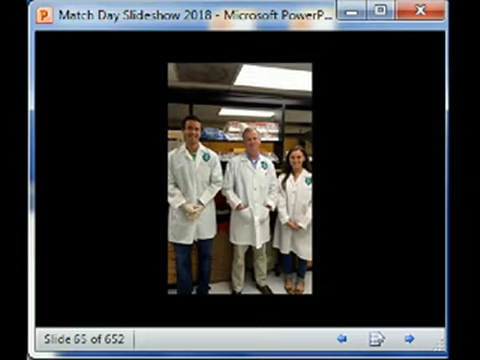 Match Day Slideshow 2018 - Microsoft PowerP...
Slide 65 of 652